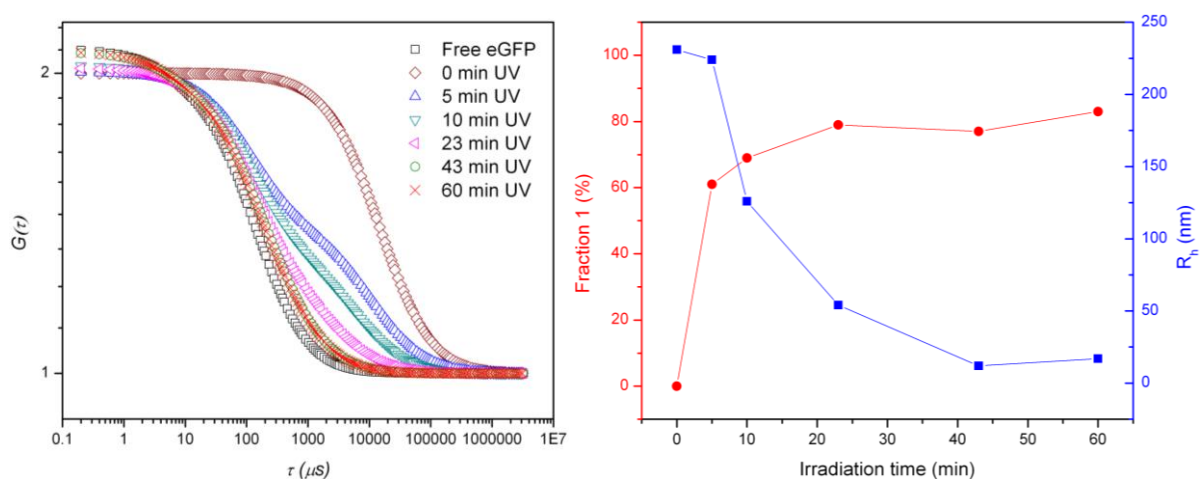 G(τ)
2
1
Free eGFP
0 min UV
5 min UV
10 min UV
23 min UV
43 min UV
60 min UV
0.1 1 10 100 1000 10000 100000 1000000 1E7
τ (μs)
Fraction 1 (%)
100
80
60
40
20
0
0 10 20 30 40 50 60
Irradiation time (min)
250
200
150
100
50
0
Rh (nm)